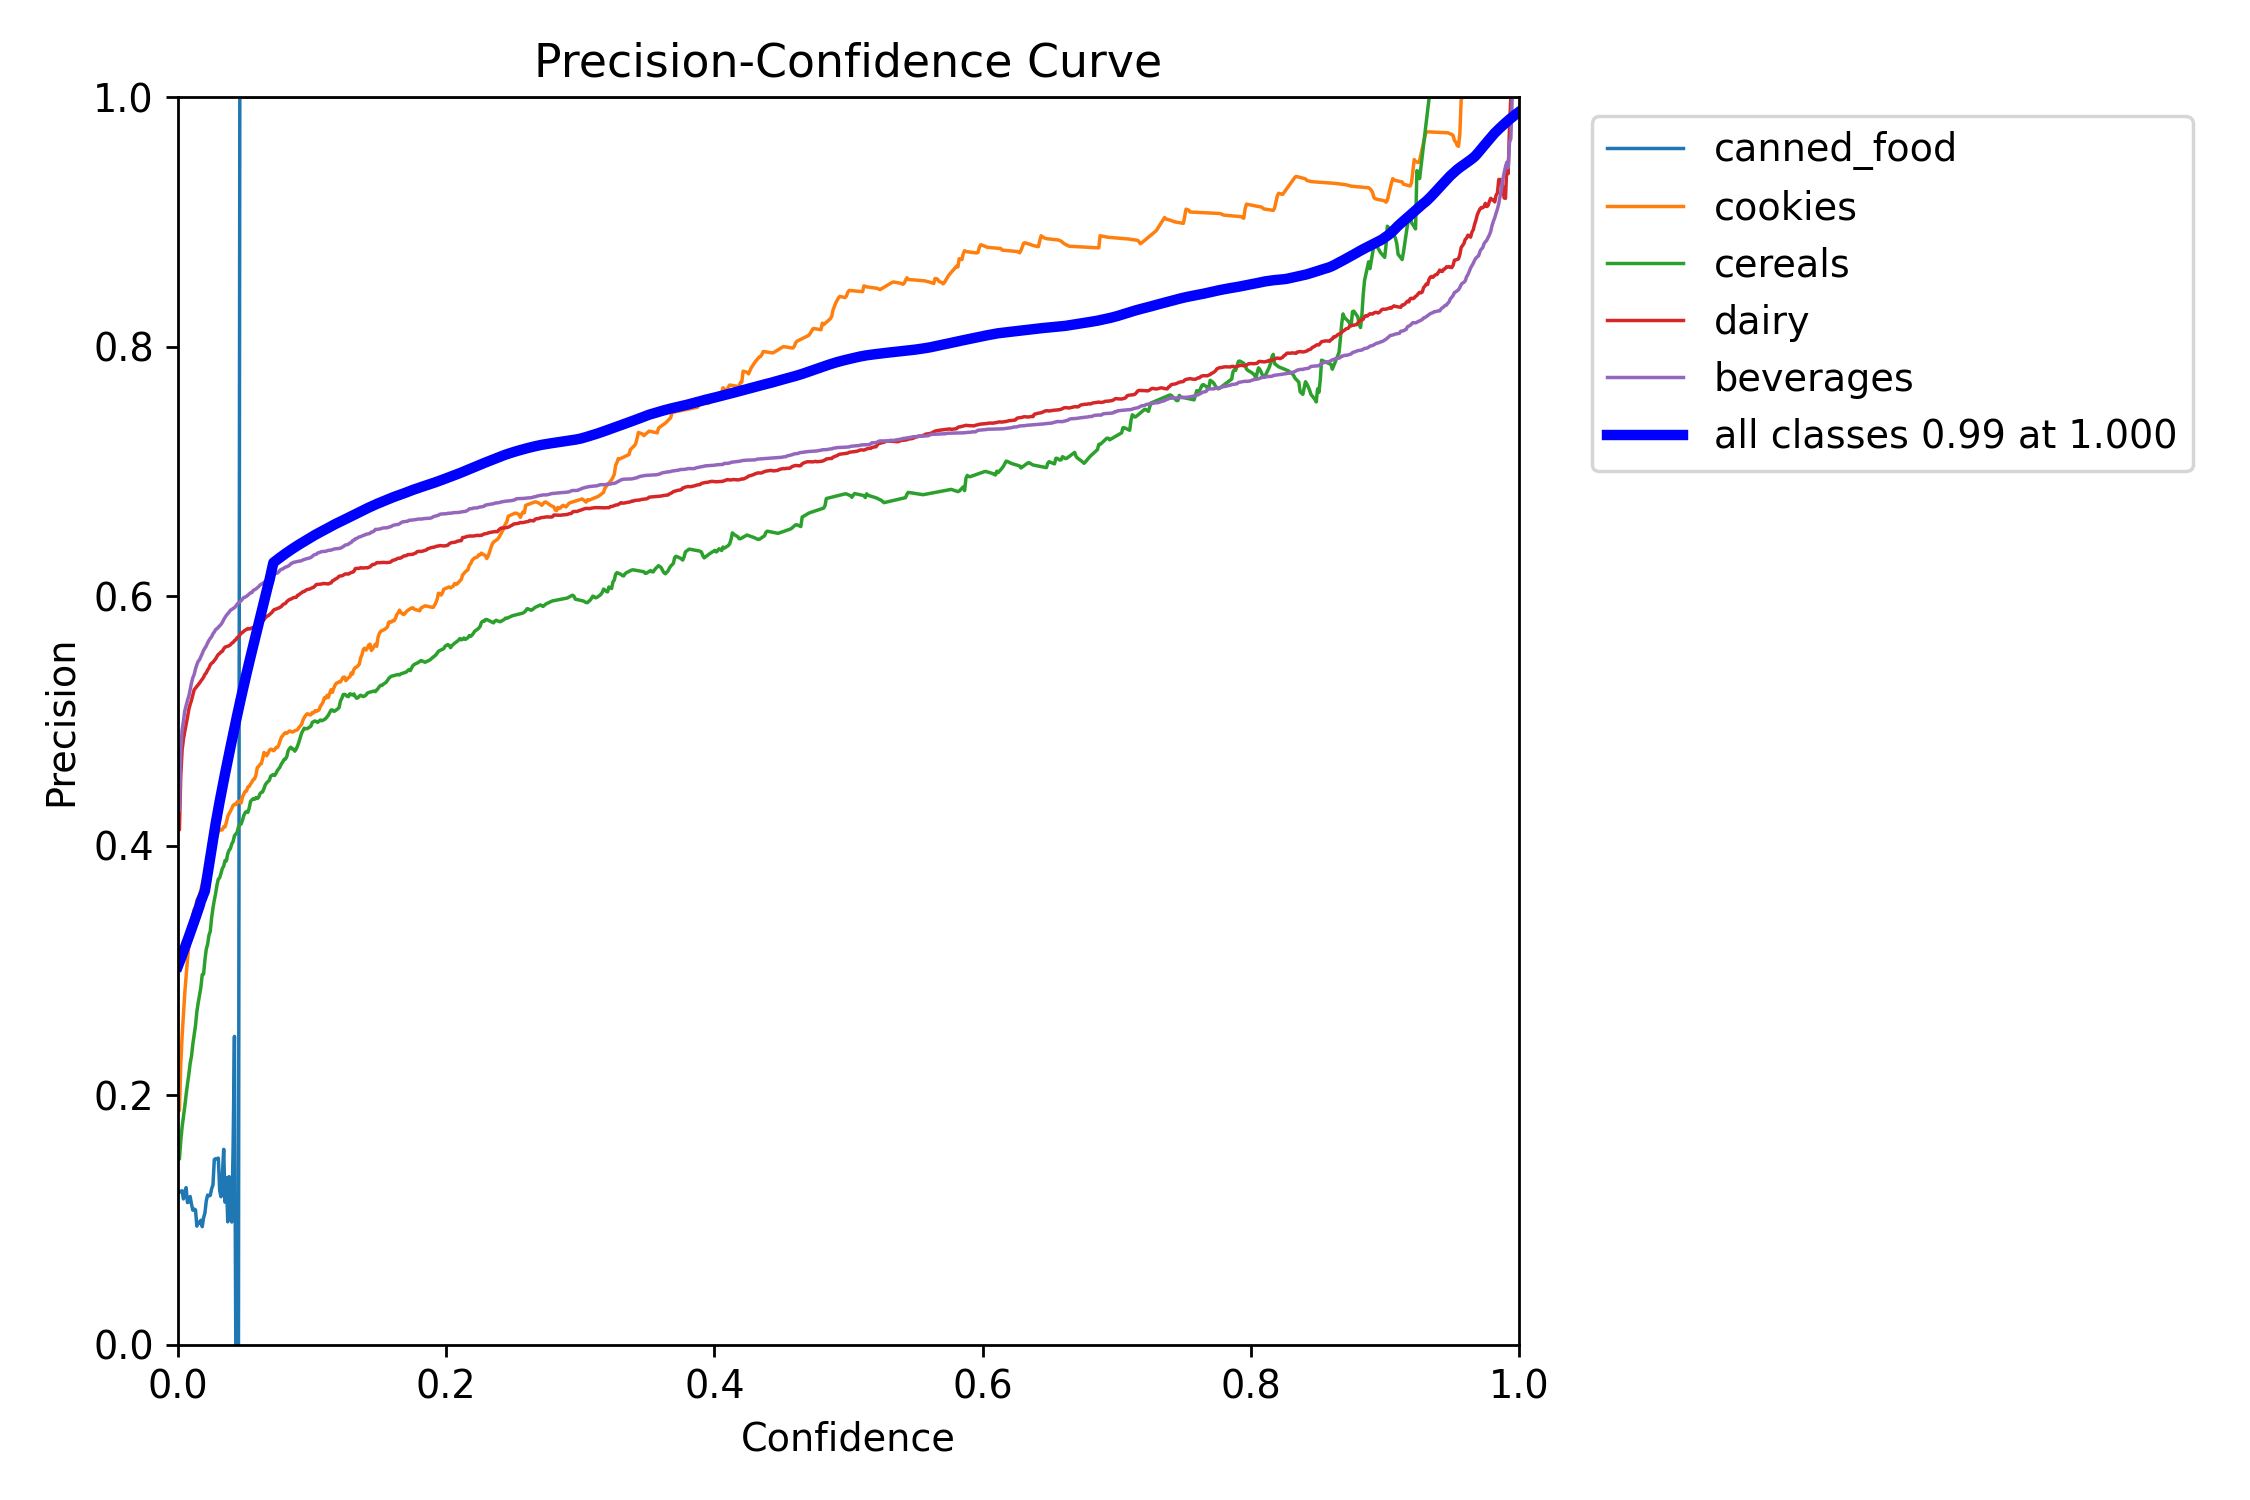 Precision-Confidence Curve
1.0
0.8
0.6
0.4
0.2
0.0
Precision
0.0 0.2 0.4 0.6 0.8 1.0
Confidence
canned_food
cookies
cereals
dairy
beverages
all classes 0.99 at 1.000